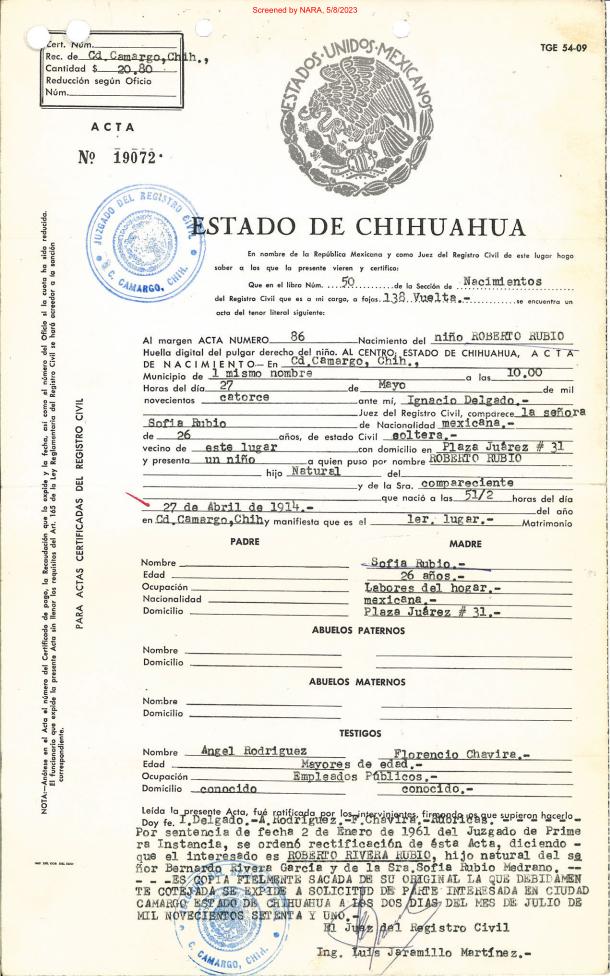 Screened by NARA, 5/8/2023
TGE 54-09
Cert. Núm.
Rec. de Cd. Camargo, Chih.,
Cantidad $ 20.80
Reducción según Oficio
Núm.
ESTADOS UNIDOS MEXICANOS
ACTA
Nº 19072.
JUZGADO DEL REGISTRO CIVIL
C. CAMARGO, CHIH.
ESTADO DE CHIHUAHUA
En nombre de la República Mexicana y como Juez del Registro Civil de este lugar hago
saber a los que la presente vieren y certifico:
Que en el libro Núm. 50 de la Sección de Nacimientos
del Registro Civil que es a mi cargo, a fojas 138 Vuelta.- se encuentra un
acta del tenor literal siguiente:
Al margen ACTA NUMERO 86 Nacimiento del niño ROBERTO RUBIO
Huella digital del pulgar derecho del niño. AL CENTRO: ESTADO DE CHIHUAHUA, ACTA
DE NACIMIENTO.— En Cd. Camargo, Chih.,
Municipio de l mismo nombre a las 10.00
Horas del día 27 de Mayo de mil
novecientos catorce ante mí, Ignacio Delgado.-
Juez del Registro Civil, comparece la señora
Sofia Rubio de Nacionalidad mexicana.-
de 26 años, de estado Civil soltera.-
vecino de este lugar con domicilio en Plaza Juárez # 31
y presenta un niño a quien puso por nombre ROBERTO RUBIO
hijo Natural del
y de la Sra. compareciente
que nació a las 51/2 horas del día
27 de Abril de 1914.- del año
en Cd. Camargo, Chih y manifiesta que es el 1er. lugar.- Matrimonio
PADRE MADRE
Nombre Sofia Rubio.-
Edad 26 años.-
Ocupación Labores del hogar.-
Nacionalidad mexicana.-
Domicilio Plaza Juárez # 31.-
ABUELOS PATERNOS
Nombre
Domicilio
ABUELOS MATERNOS
Nombre
Domicilio
TESTIGOS
Nombre Angel Rodriguez Florencio Chavira.-
Edad Mayores de edad.-
Ocupación Empleados Públicos.-
Domicilio conocido conocido.-
Leída la presente Acta, fué ratificada por los intervinientes, firmando los que supieron hacerlo
Doy fe. I.Delgado.-A.Rodriguez.-F.Chavira.-Rúbricas.-
Por sentencia de fecha 2 de Enero de 1961 del Juzgado de Prime
ra Instancia, se ordenó rectificación de ésta Acta, diciendo -
que el interesado es ROBERTO RIVERA RUBIO, hijo natural del se
ñor Bernardo Rivera García y de la Sra.Sofia Rubio Medrano. --
- - -ES COPIA FIELMENTE SACADA DE SU ORIGINAL LA QUE DEBIDAMEN
TE COTEJADA SE EXPIDE A SOLICITUD DE PARTE INTERESADA EN CIUDAD
CAMARGO ESTADO DE CHIHUAHUA A LOS DOS DIAS DEL MES DE JULIO DE
MIL NOVECIENTOS SETENTA Y UNO.-
El Juez del Registro Civil
Ing. Luis Jaramillo Martínez.-
C. CAMARGO, Chih.
NOTA:—Anótese en el Acta el número del Certificado de pago, la Recaudación que lo expide y la fecha, así como el número del Oficio si la cuota ha sido reducida.
El funcionario que expide la presente Acta sin llenar los requisitos del Art. 165 de la Ley Reglamentaria del Registro Civil se hará acreedor a la sanción
correspondiente.
PARA ACTAS CERTIFICADAS DEL REGISTRO CIVIL